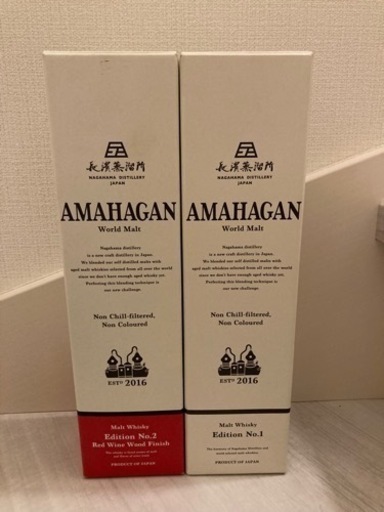 長濱蒸溜所
NAGAHAMA DISTILLERY
JAPAN
AMAHAGAN
World Malt
Nagahama distillery
is a new craft distillery in Japan.
We blended our self distilled malts with
aged malt whiskies selected from all over the world
since we don't have enough aged whisky yet.
Perfecting this blending technique is
our new challenge.
Non Chill-filtered,
Non Coloured
ESTD 2016
Malt Whisky
Edition No.2
Red Wine Wood Finish
PRODUCT OF JAPAN
長濱蒸溜所
NAGAHAMA DISTILLERY
JAPAN
AMAHAGAN
World Malt
Nagahama distillery
is a new craft distillery in Japan.
We blended our self distilled malts with
aged malt whiskies selected from all over the world
since we don't have enough aged whisky yet.
Perfecting this blending technique is
our new challenge.
Non Chill-filtered,
Non Coloured
ESTD 2016
Malt Whisky
Edition No.1
PRODUCT OF JAPAN